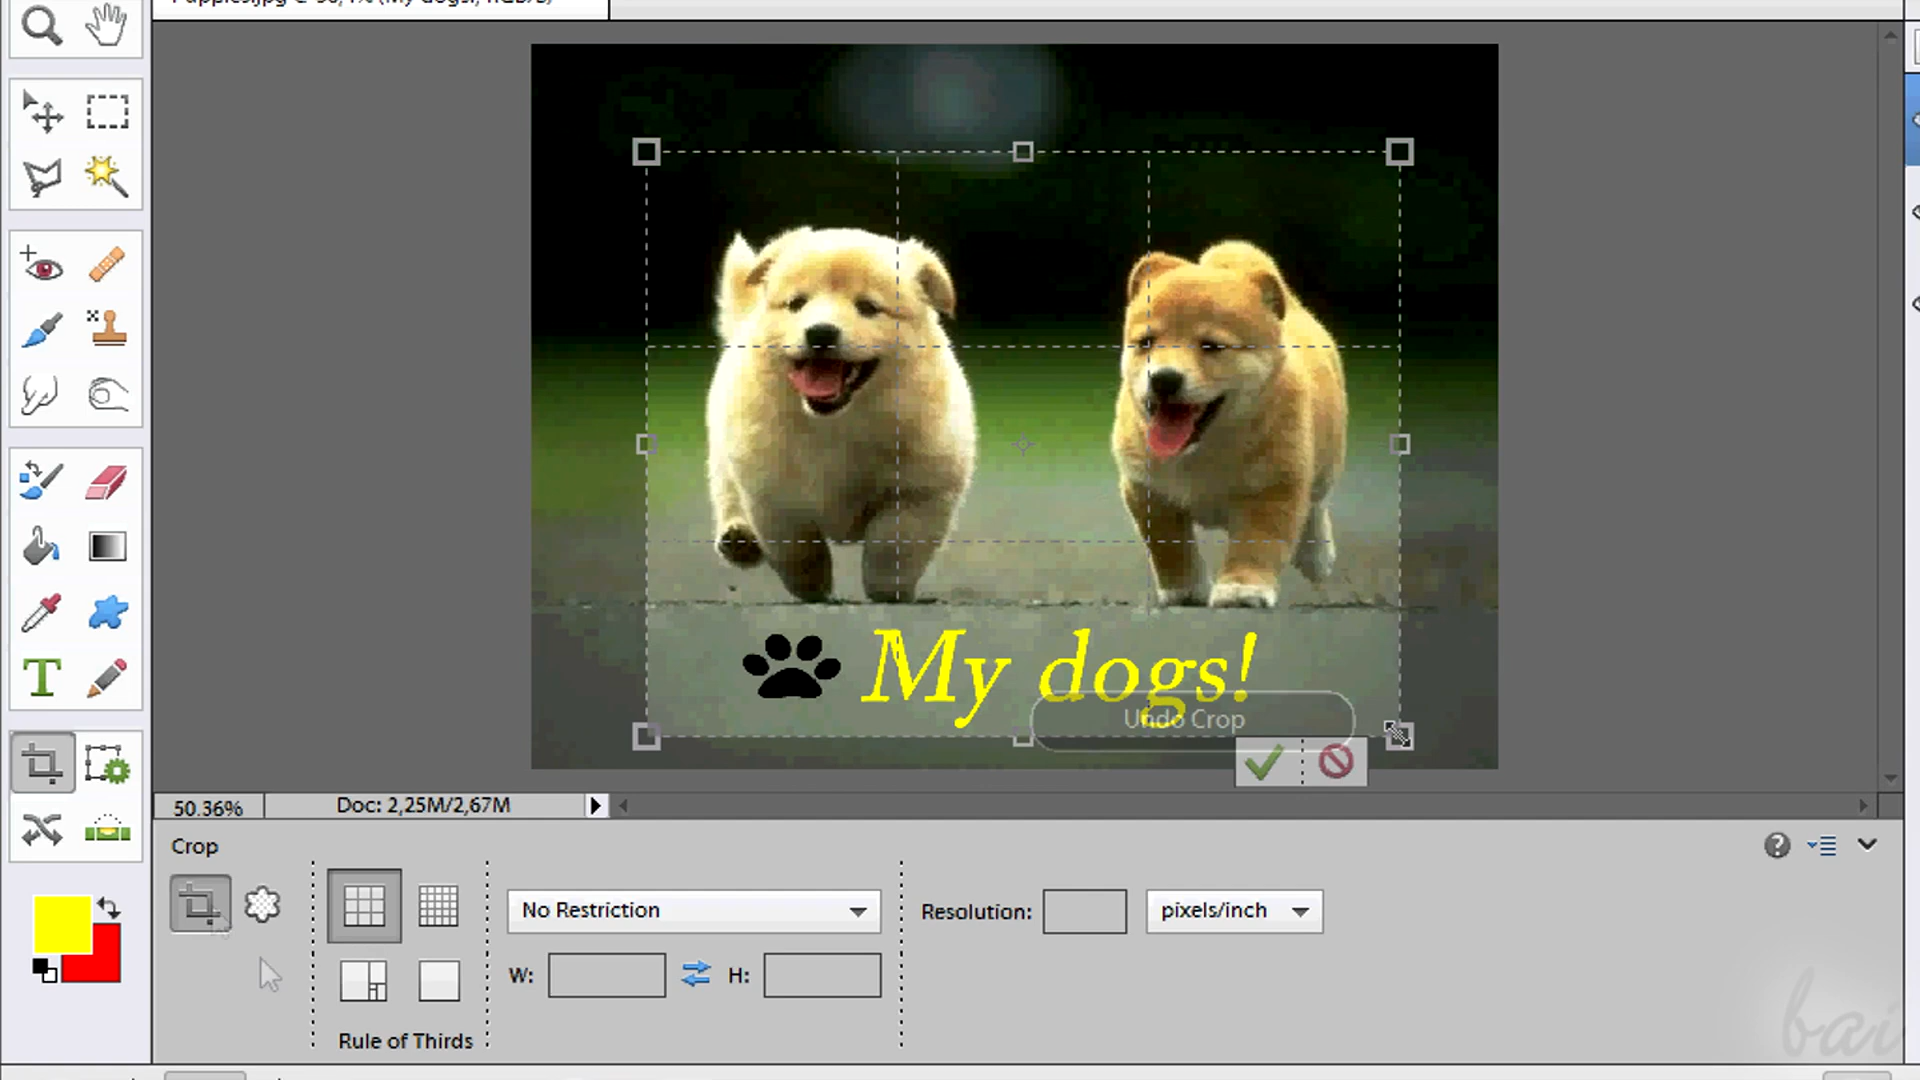 My dogs!
Undo Crop
50.36% Doc: 2,25M/2,67M
Crop
No Restriction Resolution: pixels/inch
W: H:
Rule of Thirds
T
bai